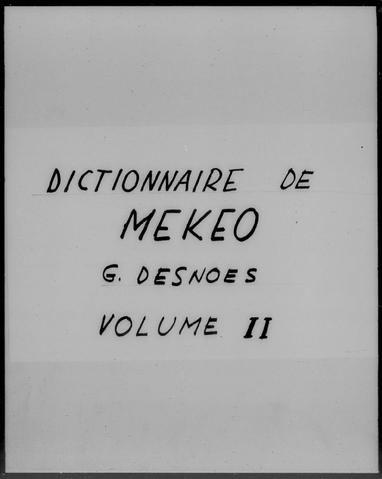 DICTIONNAIRE DE
MEKEO
G. DESNOES
VOLUME II